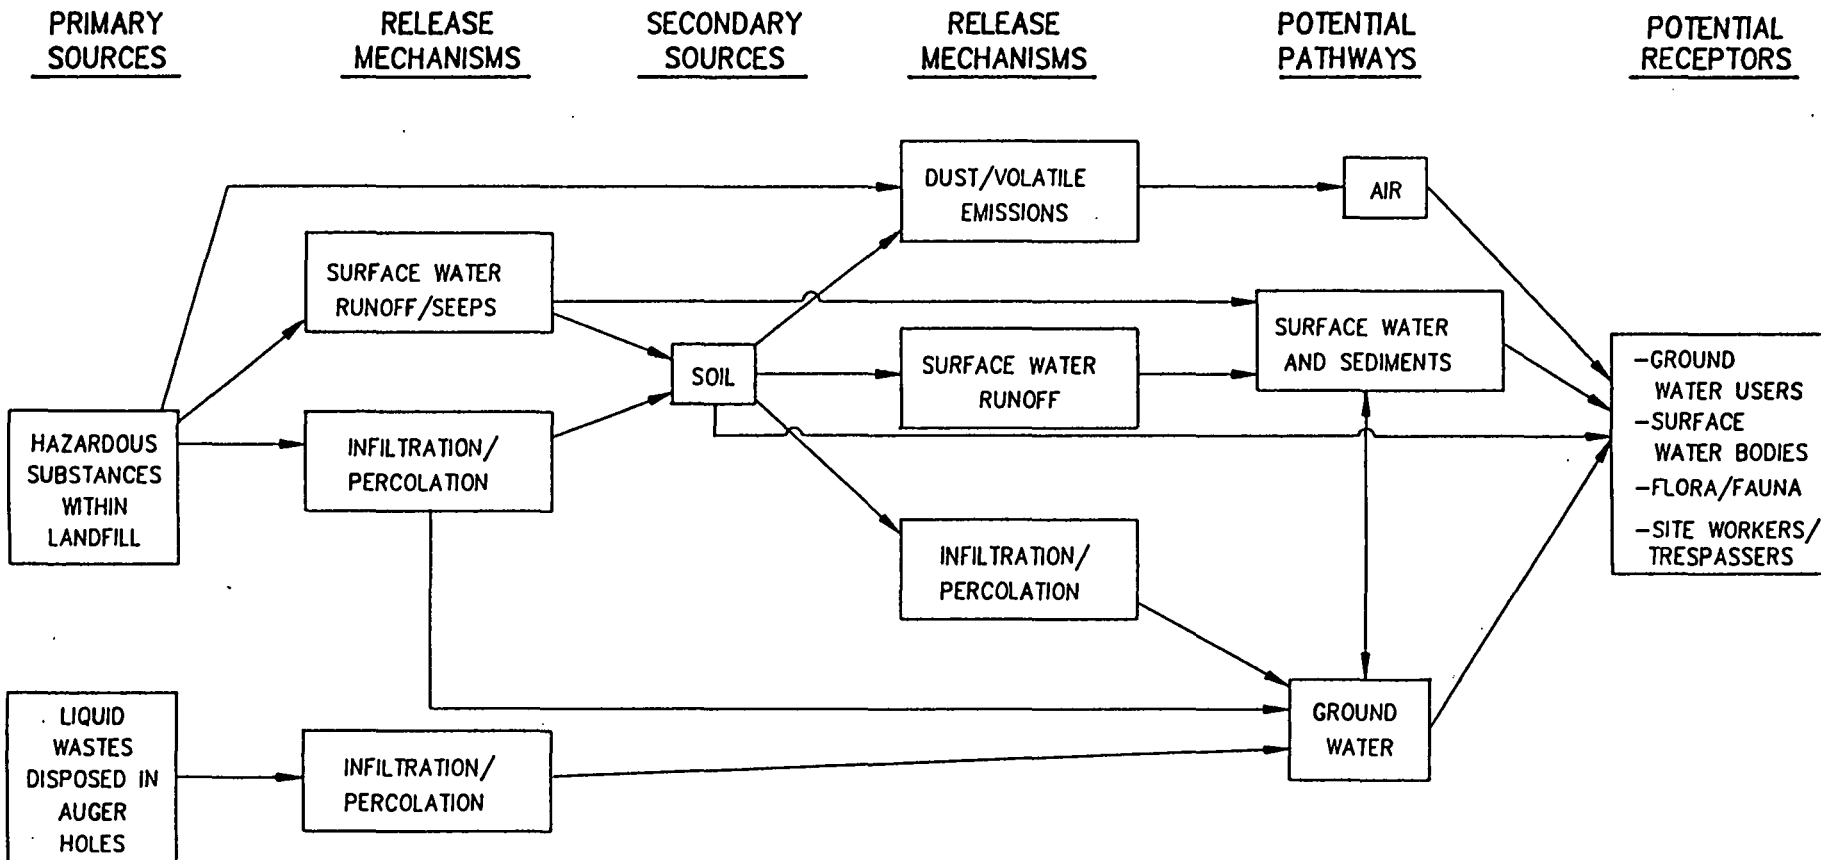 PRIMARY
SOURCES
RELEASE
MECHANISMS
SECONDARY
SOURCES
RELEASE
MECHANISMS
POTENTIAL
PATHWAYS
POTENTIAL
RECEPTORS
DUST/VOLATILE
EMISSIONS
AIR
SURFACE WATER
RUNOFF/SEEPS
SURFACE WATER
AND SEDIMENTS
SOIL
SURFACE WATER
RUNOFF
HAZARDOUS
SUBSTANCES
WITHIN
LANDFILL
INFILTRATION/
PERCOLATION
-GROUND
WATER USERS
-SURFACE
WATER BODIES
-FLORA/FAUNA
-SITE WORKERS/
TRESPASSERS
INFILTRATION/
PERCOLATION
LIQUID
WASTES
DISPOSED IN
AUGER
HOLES
INFILTRATION/
PERCOLATION
GROUND
WATER